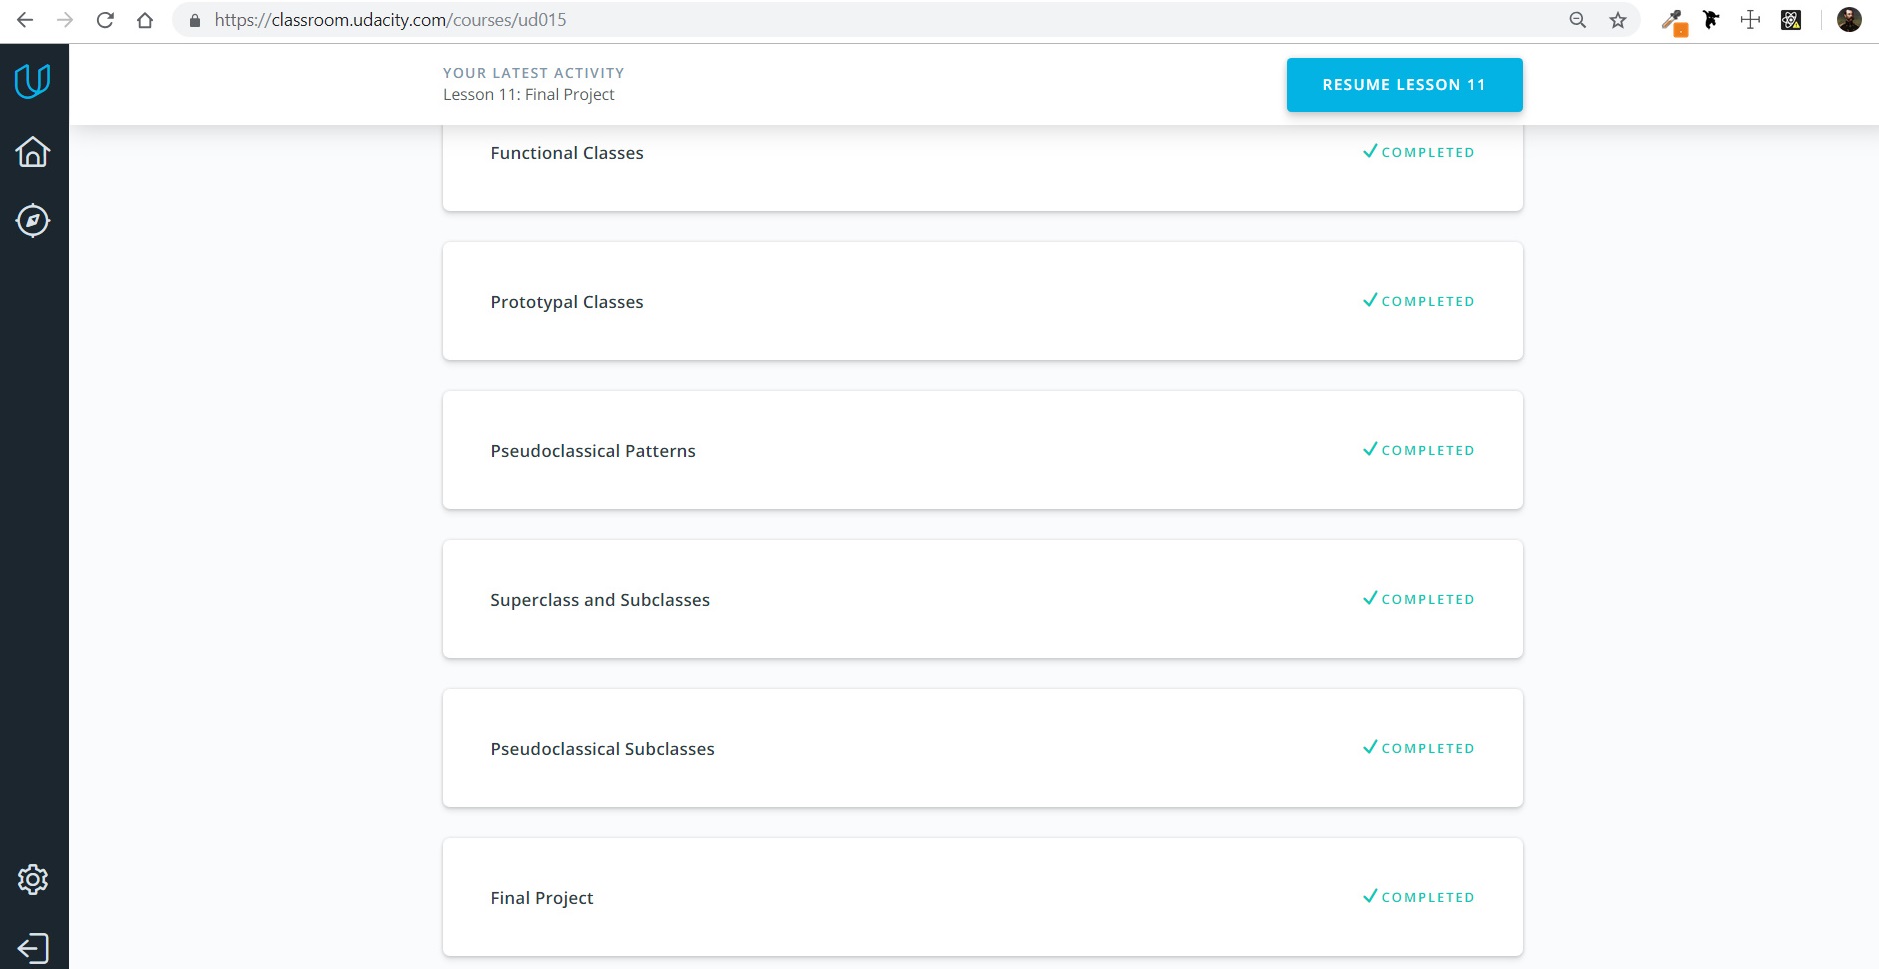 https://classroom.udacity.com/courses/ud015
YOUR LATEST ACTIVITY
Lesson 11: Final Project
RESUME LESSON 11
Functional Classes
COMPLETED
Prototypal Classes
COMPLETED
Pseudoclassical Patterns
COMPLETED
Superclass and Subclasses
COMPLETED
Pseudoclassical Subclasses
COMPLETED
Final Project
COMPLETED